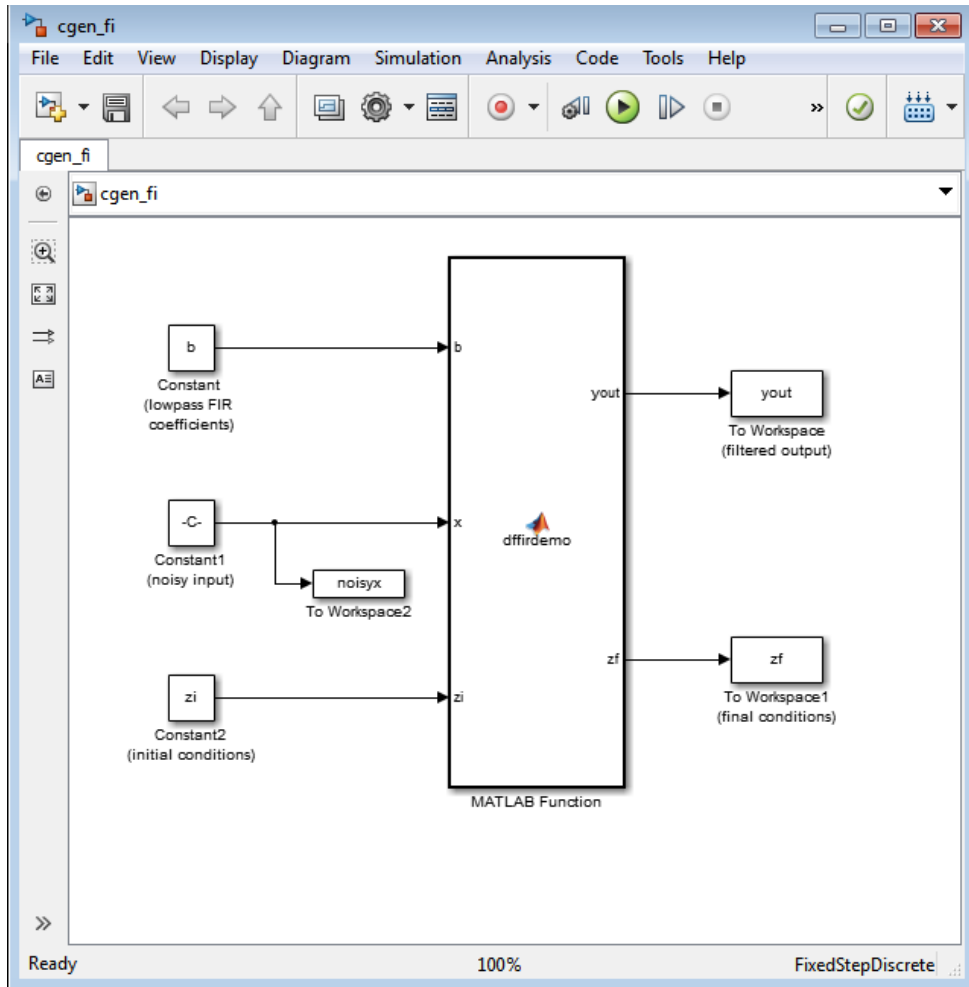 cgen_fi
File Edit View Display Diagram Simulation Analysis Code Tools Help
cgen_fi
cgen_fi
b
Constant
(lowpass FIR
coefficients)
b
yout
yout
To Workspace
(filtered output)
-C-
Constant1
(noisy input)
x
dffirdemo
noisyx
To Workspace2
zi
Constant2
(initial conditions)
zi
zf
zf
To Workspace1
(final conditions)
MATLAB Function
Ready 100% FixedStepDiscrete